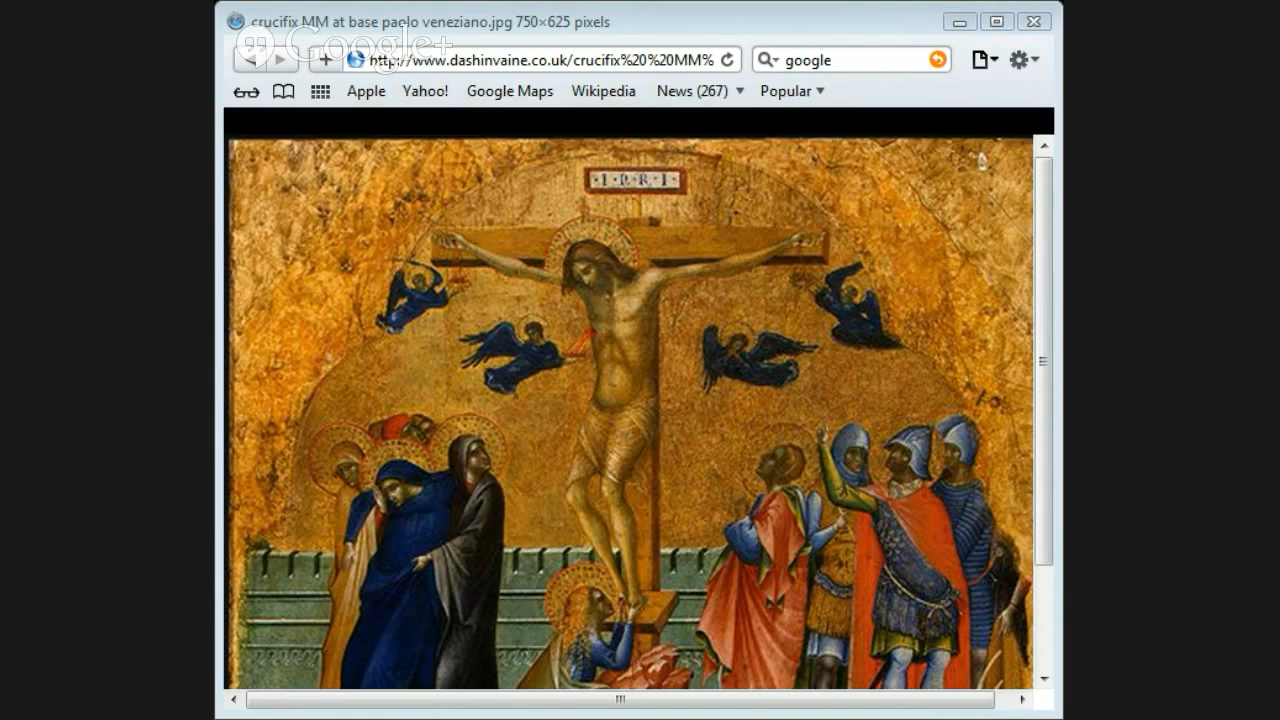 crucifix MM at base paolo veneziano.jpg 750×625 pixels
Google+
http://www.dashinvaine.co.uk/crucifix%20%20MM%
google
Apple Yahoo! Google Maps Wikipedia News (267) Popular